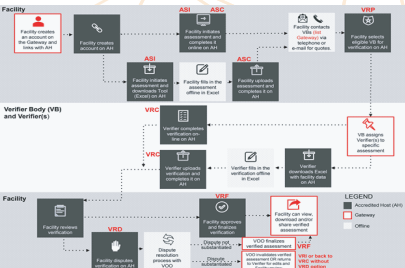 Facility
ASI
ASC
VRP
Facility creates
an account on
the Gateway and
links with AH
Facility creates
account on AH
Facility initiates
assessment and
completes it
online on AH
Facility contacts
VBs (via
Gateway) via
telephone or
e-mail for quotes.
Facility selects
eligible VB for
verification on AH
ASI
ASC
Facility initiates
assessment and
downloads Tool
(Excel) on AH
Facility fills in the
assessment
offline in Excel
Facility uploads
assessment and
completes it on AH
Verifier Body (VB)
and Verifier(s)
VRC
Verifier completes
verification on-
line on AH
VB assigns
Verifier(s) to
specific
assessment
VRC
Verifier uploads
verification and
completes it on
AH
Verifier fills in the
verification offline
in Excel
Verifier downloads
Excel with facility
data on AH
Facility
VRF
Facility reviews
verification
Facility approves
and finalizes
verification
Facility can view,
download and/or
share verified
assessment
LEGEND
Accredited Host (AH)
Gateway
Offline
VRD
Facility disputes
verification on AH
Dispute
resolution
process with
VOO
Dispute not
substantiated
VOO finalizes
verified assessment
VRF
Dispute
substantiated
VOO invalidates verified
assessment OR returns
to Verifier for edits and
VRI or back to
VRC without
VRD option